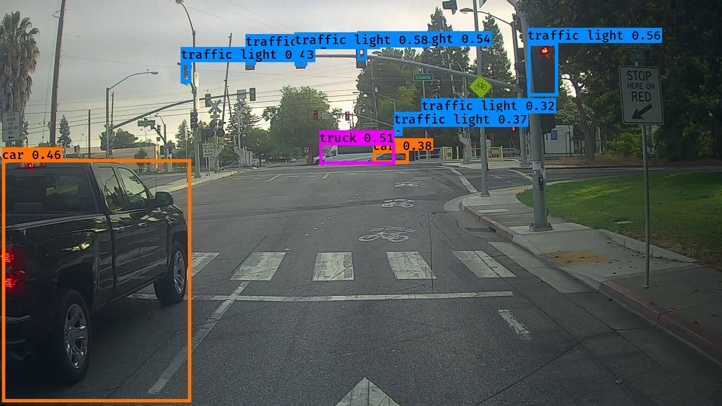 traffic light 0.56
traffic
traffic light 0.58
ght 0.54
traffic light 0.43
traffic light 0.32
traffic light 0.37
truck 0.51
car 0.38
car 0.46
STOP
HERE ON
RED